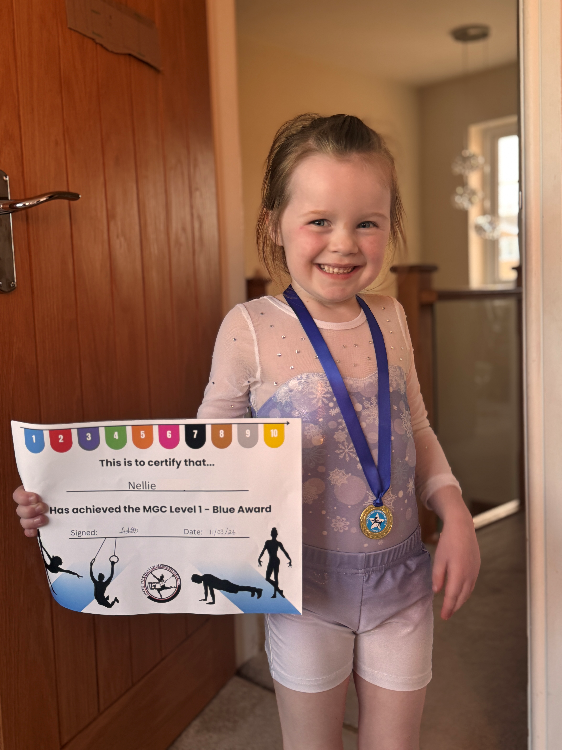 1 2 3 4 5 6 7 8 9 10
This is to certify that...
Nellie
Has achieved the MGC Level 1 - Blue Award
Signed: Date: